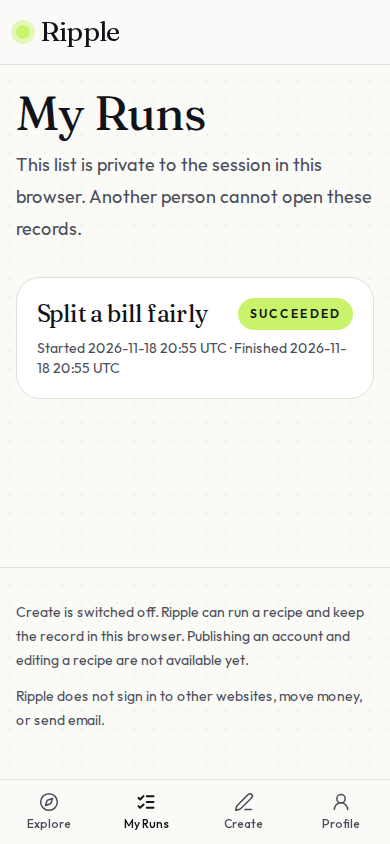 Ripple
My Runs
This list is private to the session in this
browser. Another person cannot open these
records.
Split a bill fairly
SUCCEEDED
Started 2026-11-18 20:55 UTC · Finished 2026-11-
18 20:55 UTC
Create is switched off. Ripple can run a recipe and keep
the record in this browser. Publishing an account and
editing a recipe are not available yet.
Ripple does not sign in to other websites, move money,
or send email.
Explore
My Runs
Create
Profile